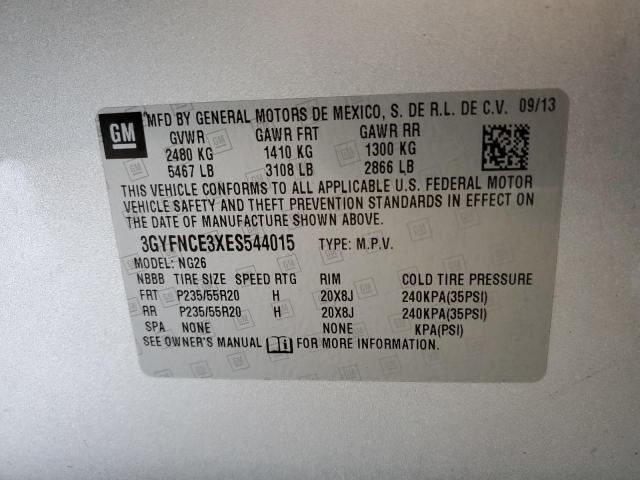 GM
MFD BY GENERAL MOTORS DE MEXICO, S. DE R.L. DE C.V. 09/13
GVWR GAWR FRT GAWR RR
2480 KG 1410 KG 1300 KG
5467 LB 3108 LB 2866 LB
THIS VEHICLE CONFORMS TO ALL APPLICABLE U.S. FEDERAL MOTOR
VEHICLE SAFETY AND THEFT PREVENTION STANDARDS IN EFFECT ON
THE DATE OF MANUFACTURE SHOWN ABOVE.
3GYFNCE3XES544015 TYPE: M.P.V.
MODEL: NG26
NBBB TIRE SIZE SPEED RTG RIM COLD TIRE PRESSURE
FRT P235/55R20 H 20X8J 240KPA(35PSI)
RR P235/55R20 H 20X8J 240KPA(35PSI)
SPA NONE NONE KPA(PSI)
SEE OWNER'S MANUAL FOR MORE INFORMATION.